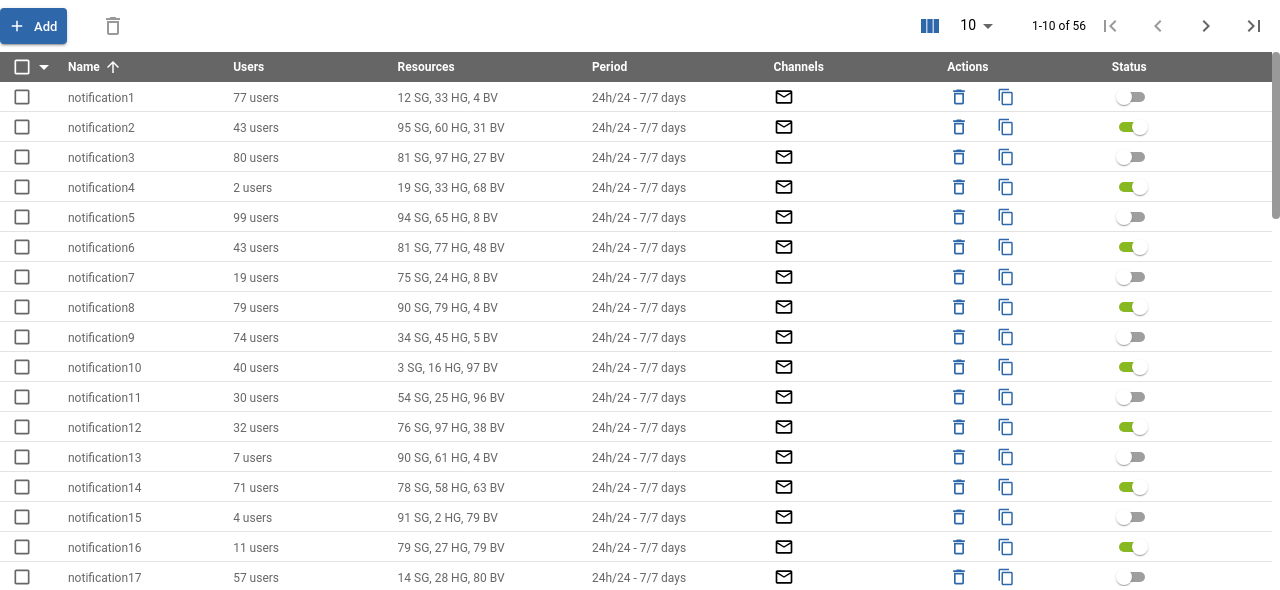 Add 10 1-10 of 56
Name Users Resources Period Channels Actions Status
notification1 77 users 12 SG, 33 HG, 4 BV 24h/24 - 7/7 days
notification2 43 users 95 SG, 60 HG, 31 BV 24h/24 - 7/7 days
notification3 80 users 81 SG, 97 HG, 27 BV 24h/24 - 7/7 days
notification4 2 users 19 SG, 33 HG, 68 BV 24h/24 - 7/7 days
notification5 99 users 94 SG, 65 HG, 8 BV 24h/24 - 7/7 days
notification6 43 users 81 SG, 77 HG, 48 BV 24h/24 - 7/7 days
notification7 19 users 75 SG, 24 HG, 8 BV 24h/24 - 7/7 days
notification8 79 users 90 SG, 79 HG, 4 BV 24h/24 - 7/7 days
notification9 74 users 34 SG, 45 HG, 5 BV 24h/24 - 7/7 days
notification10 40 users 3 SG, 16 HG, 97 BV 24h/24 - 7/7 days
notification11 30 users 54 SG, 25 HG, 96 BV 24h/24 - 7/7 days
notification12 32 users 76 SG, 97 HG, 38 BV 24h/24 - 7/7 days
notification13 7 users 90 SG, 61 HG, 4 BV 24h/24 - 7/7 days
notification14 71 users 78 SG, 58 HG, 63 BV 24h/24 - 7/7 days
notification15 4 users 91 SG, 2 HG, 79 BV 24h/24 - 7/7 days
notification16 11 users 79 SG, 27 HG, 79 BV 24h/24 - 7/7 days
notification17 57 users 14 SG, 28 HG, 80 BV 24h/24 - 7/7 days